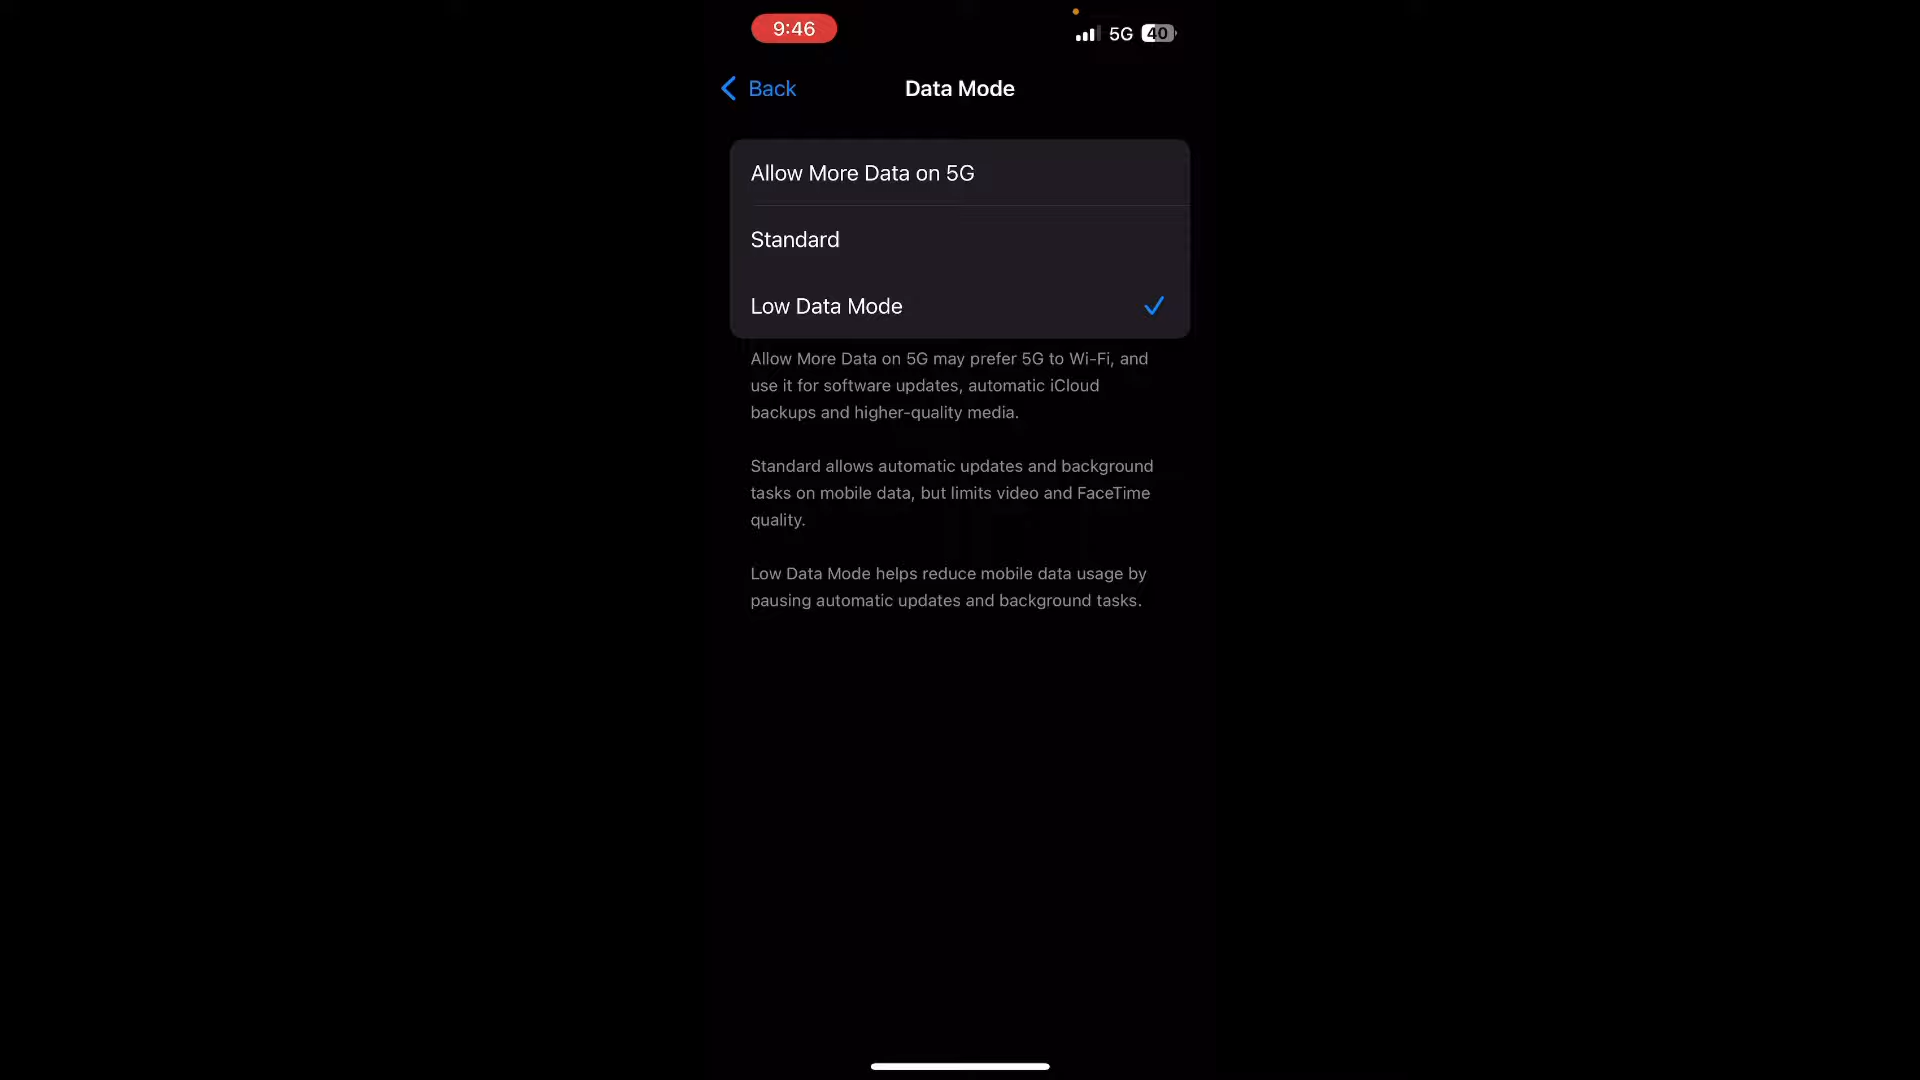 9:46
5G 40
Back
Data Mode
Allow More Data on 5G
Standard
Low Data Mode
Allow More Data on 5G may prefer 5G to Wi-Fi, and
use it for software updates, automatic iCloud
backups and higher-quality media.
Standard allows automatic updates and background
tasks on mobile data, but limits video and FaceTime
quality.
Low Data Mode helps reduce mobile data usage by
pausing automatic updates and background tasks.